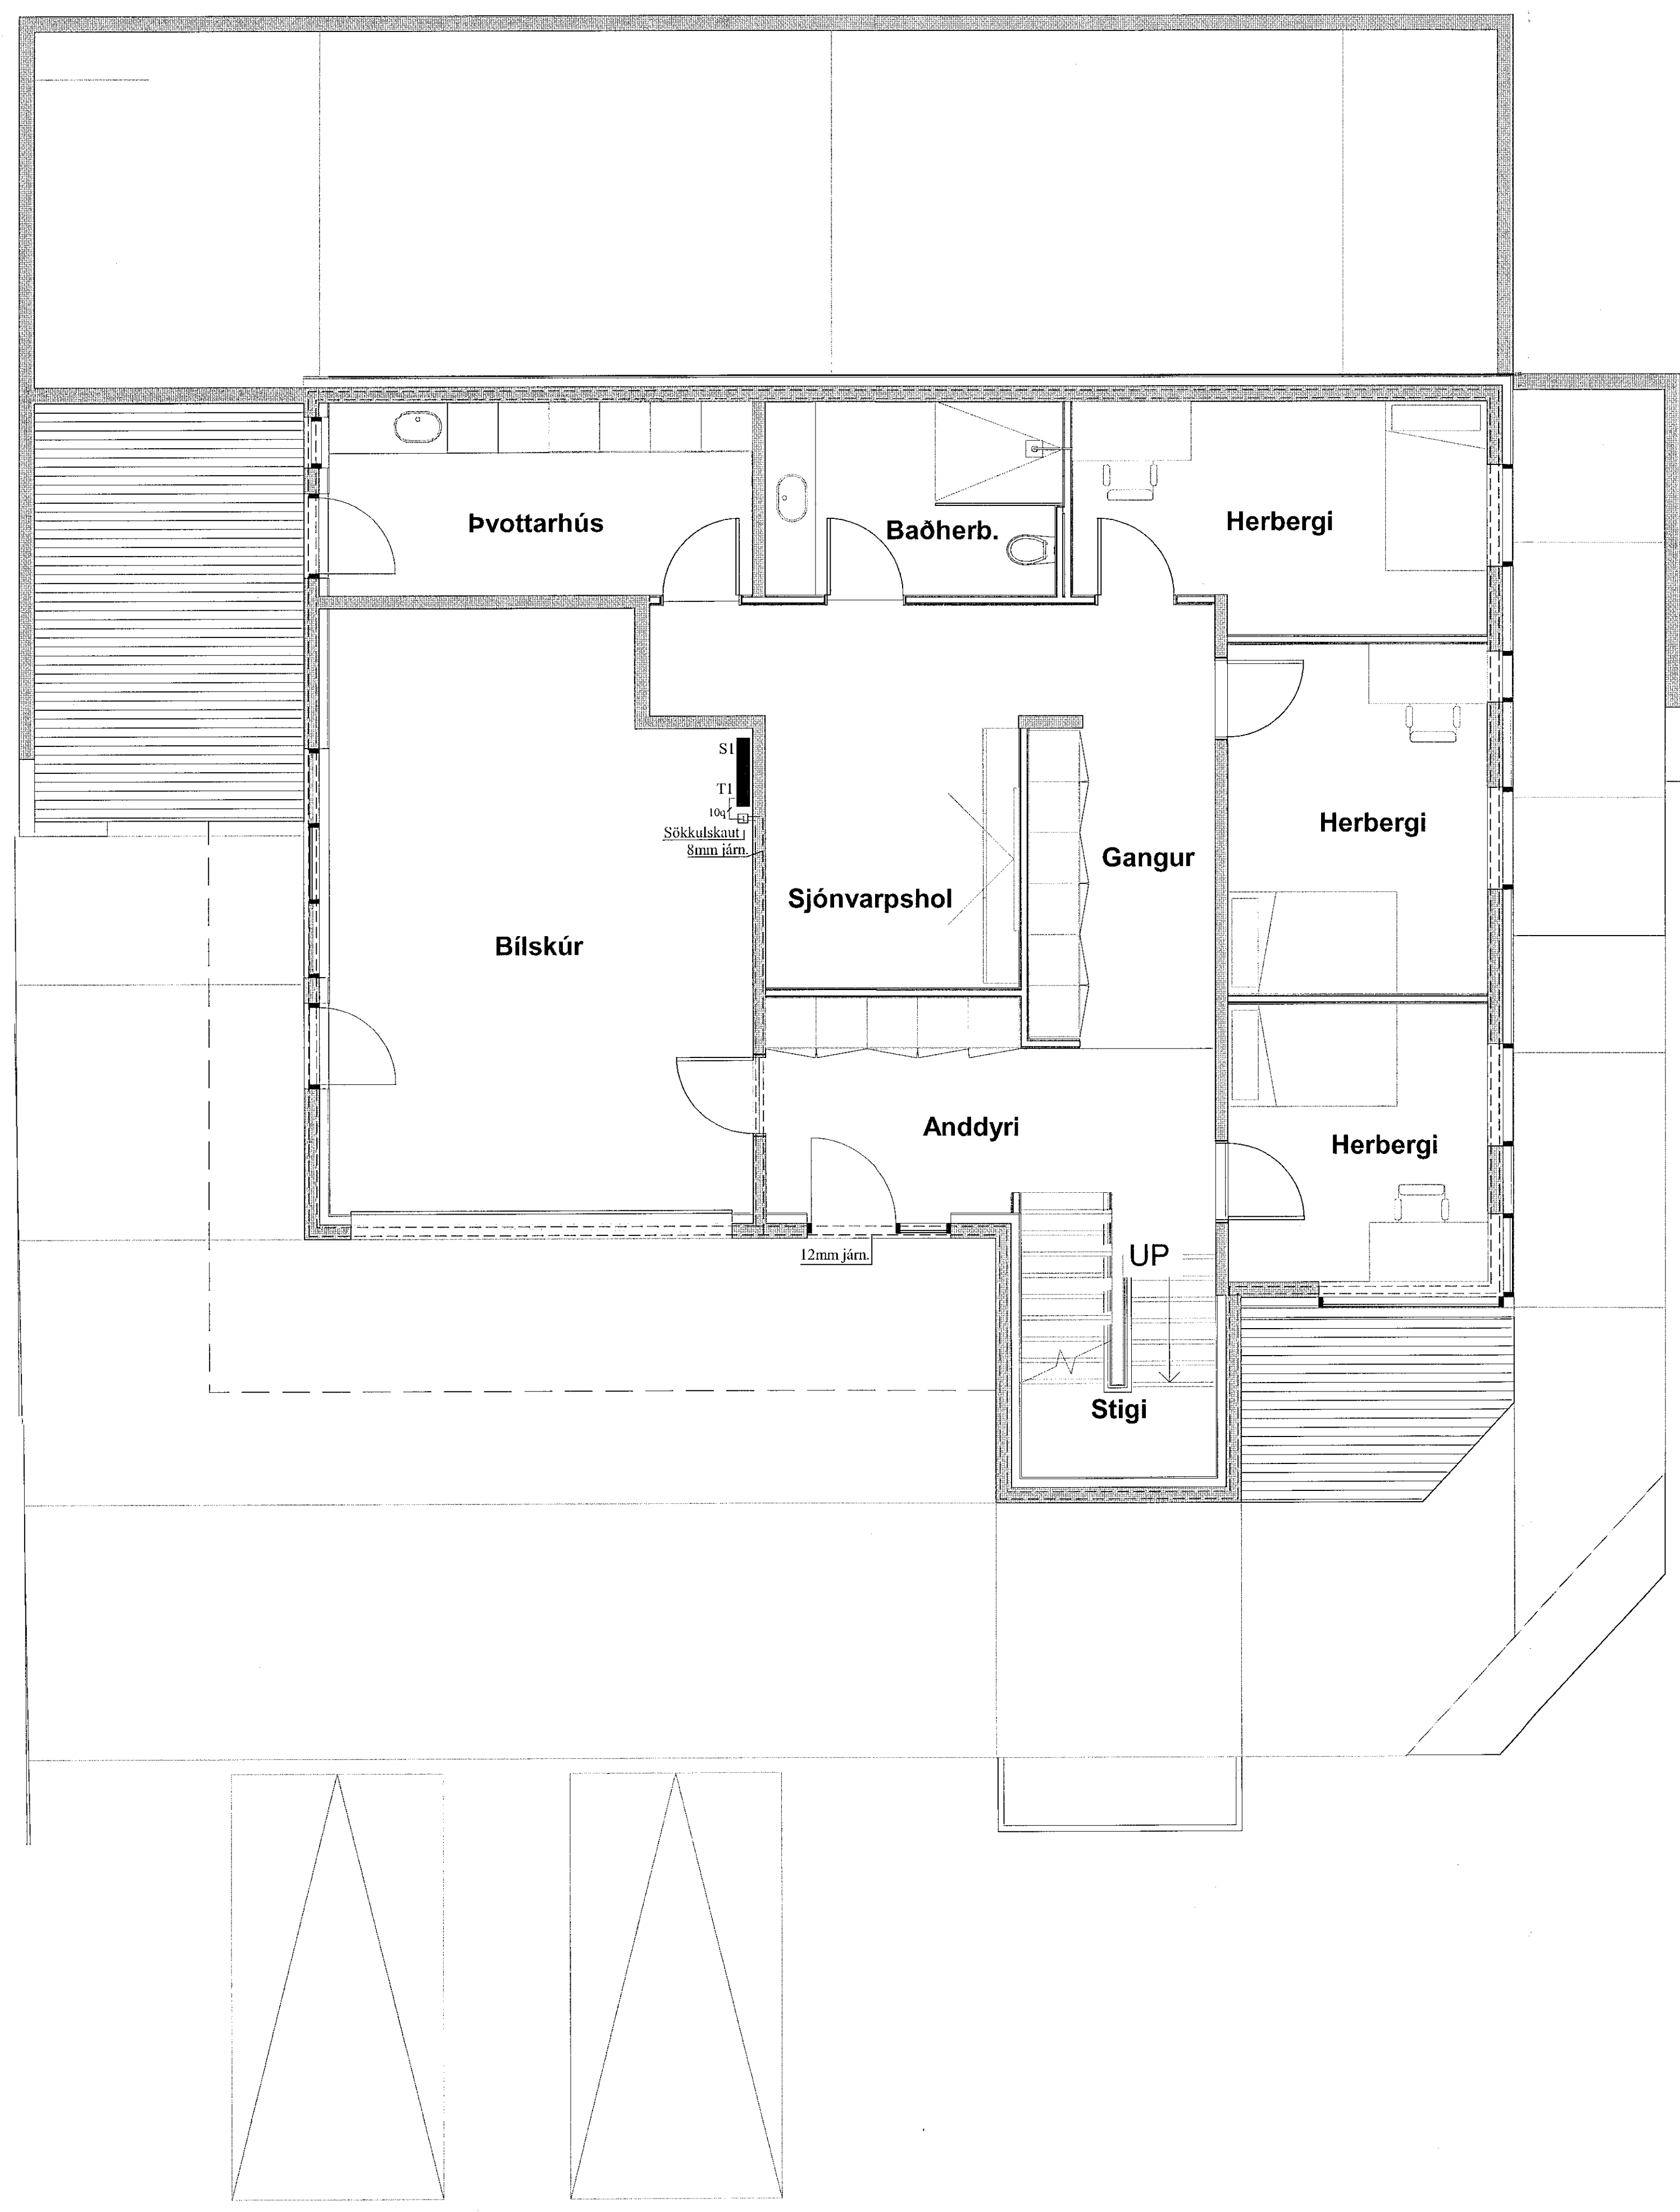 Þvottarhús
Baðherb.
Herbergi
S1
T1
10q
Sökkulskaut
8mm járn.
Herbergi
Gangur
Sjónvarpshol
Bílskúr
Anddyri
Herbergi
12mm járn.
UP
Stigi